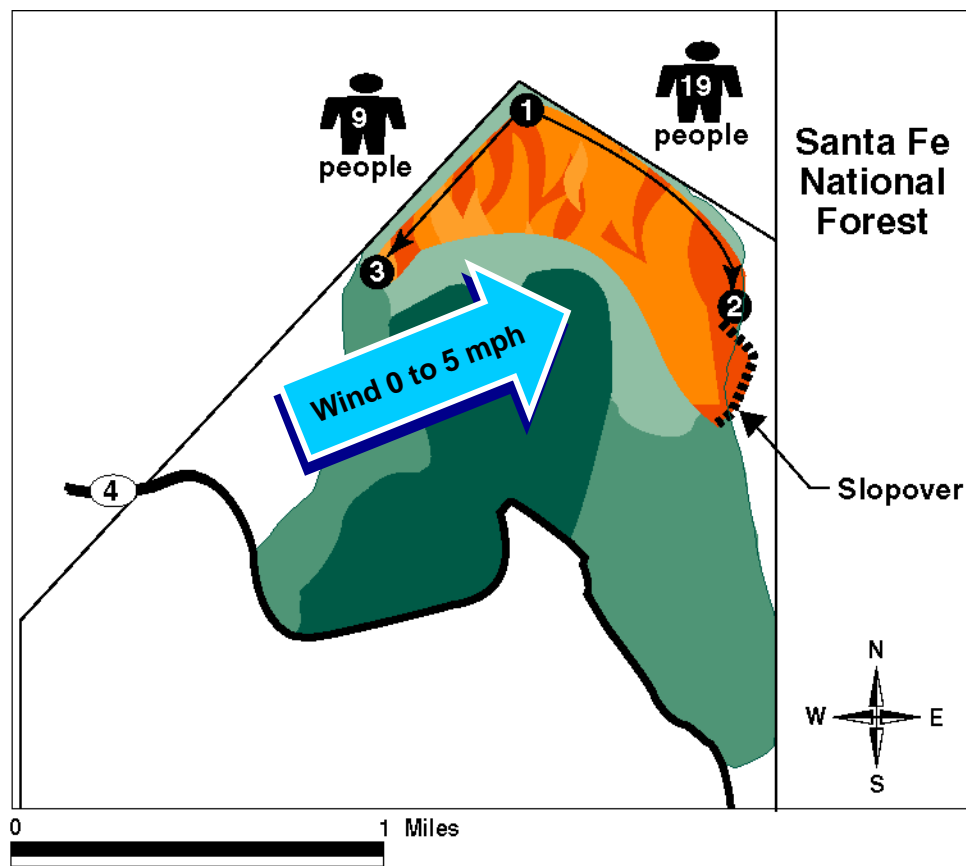 9
people
19
people
1
Santa Fe
National
Forest
3
2
Wind 0 to 5 mph
4
Slopover
N
W
E
S
0
1 Miles